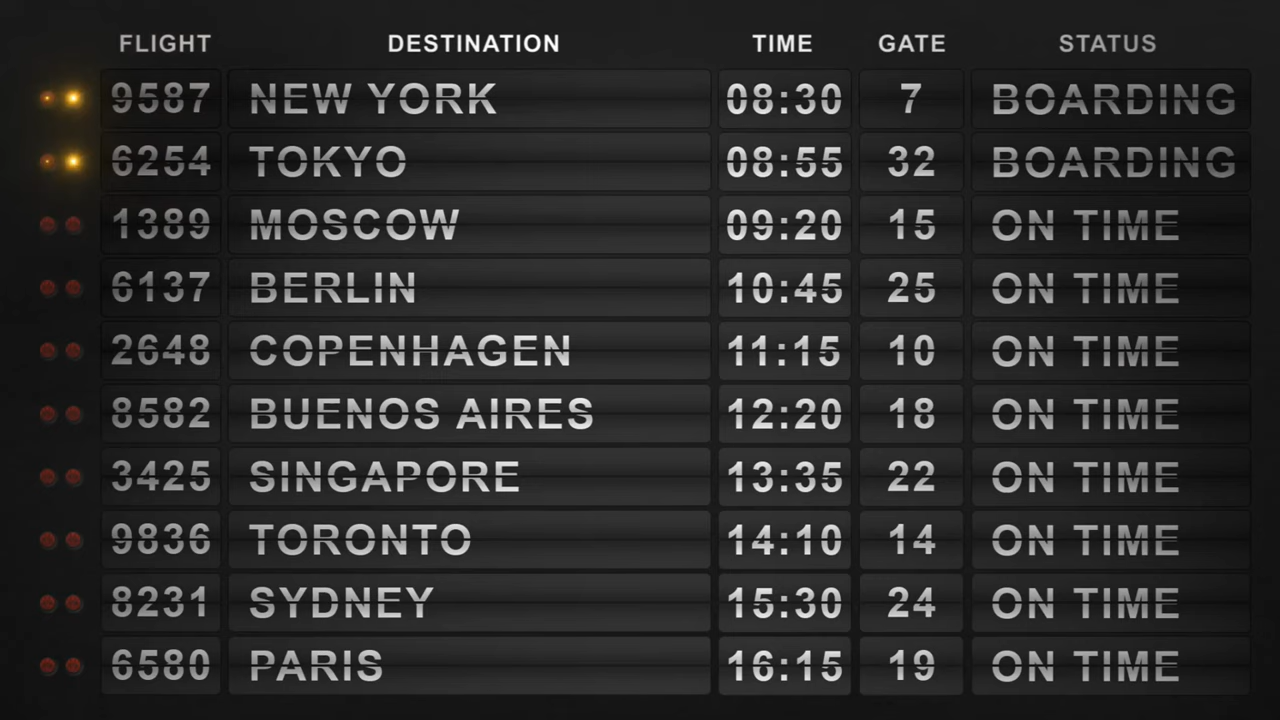 FLIGHT DESTINATION TIME GATE STATUS
9587 NEW YORK 08:30 7 BOARDING
6254 TOKYO 08:55 32 BOARDING
1389 MOSCOW 09:20 15 ON TIME
6137 BERLIN 10:45 25 ON TIME
2648 COPENHAGEN 11:15 10 ON TIME
8582 BUENOS AIRES 12:20 18 ON TIME
3425 SINGAPORE 13:35 22 ON TIME
9836 TORONTO 14:10 14 ON TIME
8231 SYDNEY 15:30 24 ON TIME
6580 PARIS 16:15 19 ON TIME